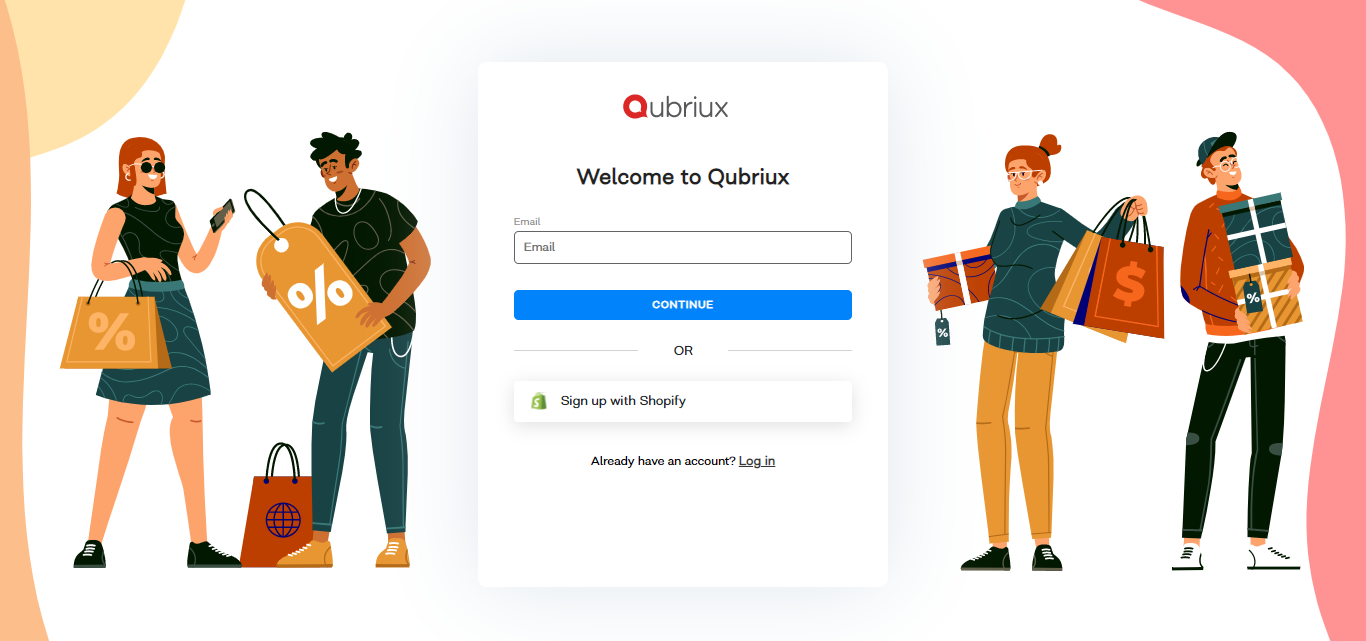 Qubriux
Welcome to Qubriux
Email
Email
CONTINUE
OR
Sign up with Shopify
Already have an account? Log in
%
%
%
$
%